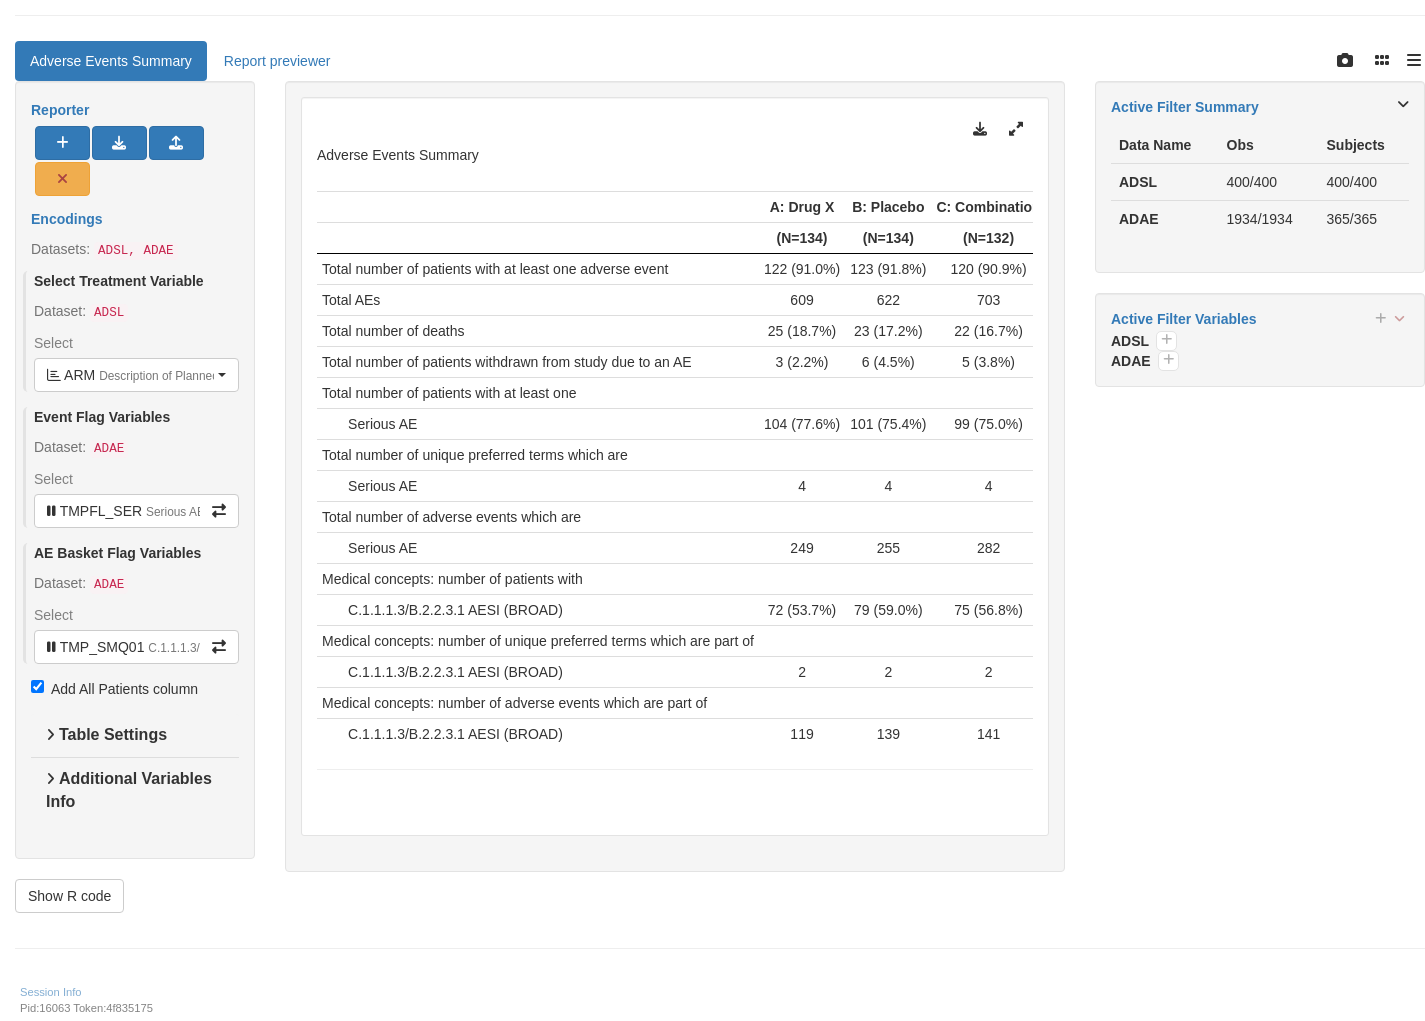 Adverse Events Summary
Report previewer
Reporter
Encodings
Datasets: ADSL, ADAE
Select Treatment Variable
Dataset: ADSL
Select
ARM Description of Planne
Event Flag Variables
Dataset: ADAE
Select
TMPFL_SER Serious AE
AE Basket Flag Variables
Dataset: ADAE
Select
TMP_SMQ01 C.1.1.1.3/
Add All Patients column
Table Settings
Additional Variables
Info
Show R code
Adverse Events Summary
A: Drug X B: Placebo C: Combinatio
(N=134) (N=134) (N=132)
Total number of patients with at least one adverse event 122 (91.0%) 123 (91.8%) 120 (90.9%)
Total AEs 609 622 703
Total number of deaths 25 (18.7%) 23 (17.2%) 22 (16.7%)
Total number of patients withdrawn from study due to an AE 3 (2.2%) 6 (4.5%) 5 (3.8%)
Total number of patients with at least one
Serious AE 104 (77.6%) 101 (75.4%) 99 (75.0%)
Total number of unique preferred terms which are
Serious AE 4 4 4
Total number of adverse events which are
Serious AE 249 255 282
Medical concepts: number of patients with
C.1.1.1.3/B.2.2.3.1 AESI (BROAD) 72 (53.7%) 79 (59.0%) 75 (56.8%)
Medical concepts: number of unique preferred terms which are part of
C.1.1.1.3/B.2.2.3.1 AESI (BROAD) 2 2 2
Medical concepts: number of adverse events which are part of
C.1.1.1.3/B.2.2.3.1 AESI (BROAD) 119 139 141
Active Filter Summary
Data Name Obs Subjects
ADSL 400/400 400/400
ADAE 1934/1934 365/365
Active Filter Variables
ADSL
ADAE
Session Info
Pid:16063 Token:4f835175